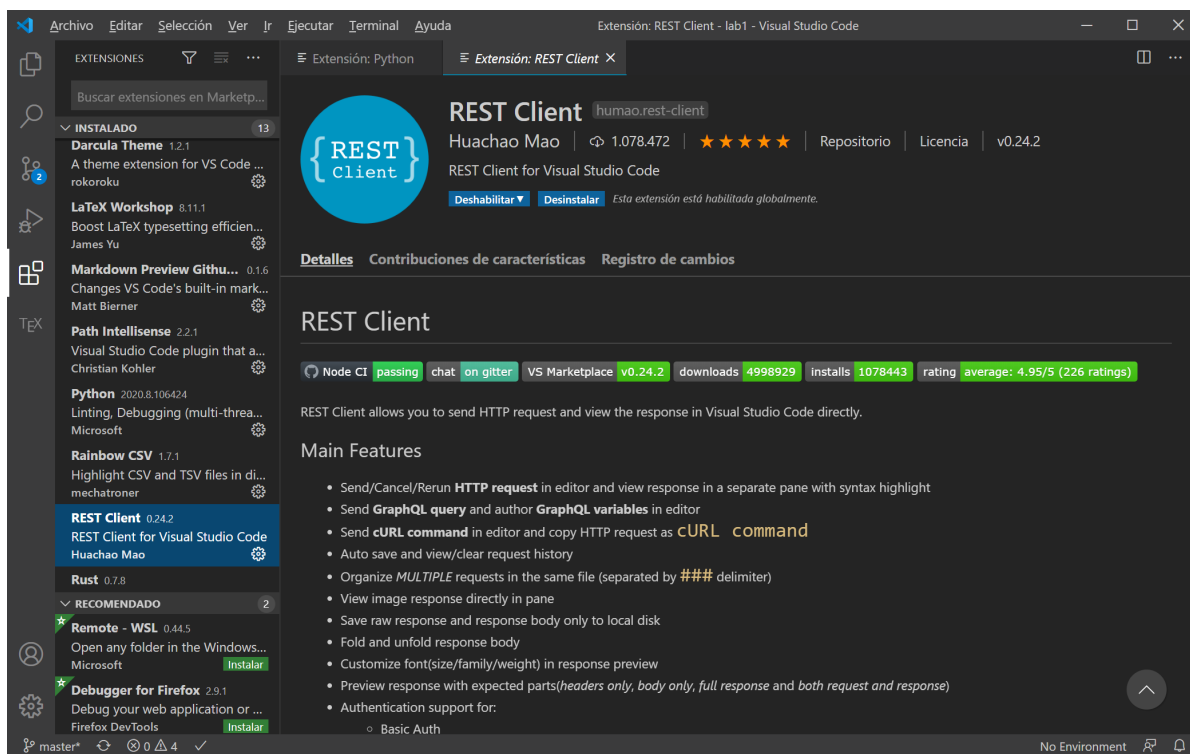 Archivo Editar Selección Ver Ir Ejecutar Terminal Ayuda
Extensión: REST Client - lab1 - Visual Studio Code
EXTENSIONES
Buscar extensiones en Marketp...
INSTALADO 13
Darcula Theme 1.2.1
A theme extension for VS Code ...
rokoroku
LaTeX Workshop 8.11.1
Boost LaTeX typesetting efficien...
James Yu
Markdown Preview Githu... 0.1.6
Changes VS Code's built-in mark...
Matt Bierner
Path Intellisense 2.2.1
Visual Studio Code plugin that a...
Christian Kohler
Python 2020.8.106424
Linting, Debugging (multi-threa...
Microsoft
Rainbow CSV 1.7.1
Highlight CSV and TSV files in di...
mechatroner
REST Client 0.24.2
REST Client for Visual Studio Code
Huachao Mao
Rust 0.7.8
RECOMENDADO 2
Remote - WSL 0.44.5
Open any folder in the Windows...
Microsoft Instalar
Debugger for Firefox 2.9.1
Debug your web application or ...
Firefox DevTools Instalar
2
TEX
Extensión: Python
Extensión: REST Client
{ REST
Client }
REST Client humao.rest-client
Huachao Mao 1.078.472 Repositorio Licencia v0.24.2
REST Client for Visual Studio Code
Deshabilitar Desinstalar Esta extensión está habilitada globalmente.
Detalles Contribuciones de características Registro de cambios
REST Client
Node CI passing chat on gitter VS Marketplace v0.24.2 downloads 4998929 installs 1078443 rating average: 4.95/5 (226 ratings)
REST Client allows you to send HTTP request and view the response in Visual Studio Code directly.
Main Features
• Send/Cancel/Rerun HTTP request in editor and view response in a separate pane with syntax highlight
• Send GraphQL query and author GraphQL variables in editor
• Send cURL command in editor and copy HTTP request as cURL command
• Auto save and view/clear request history
• Organize MULTIPLE requests in the same file (separated by ### delimiter)
• View image response directly in pane
• Save raw response and response body only to local disk
• Fold and unfold response body
• Customize font(size/family/weight) in response preview
• Preview response with expected parts(headers only, body only, full response and both request and response)
• Authentication support for:
○ Basic Auth
master* 0 4 No Environment